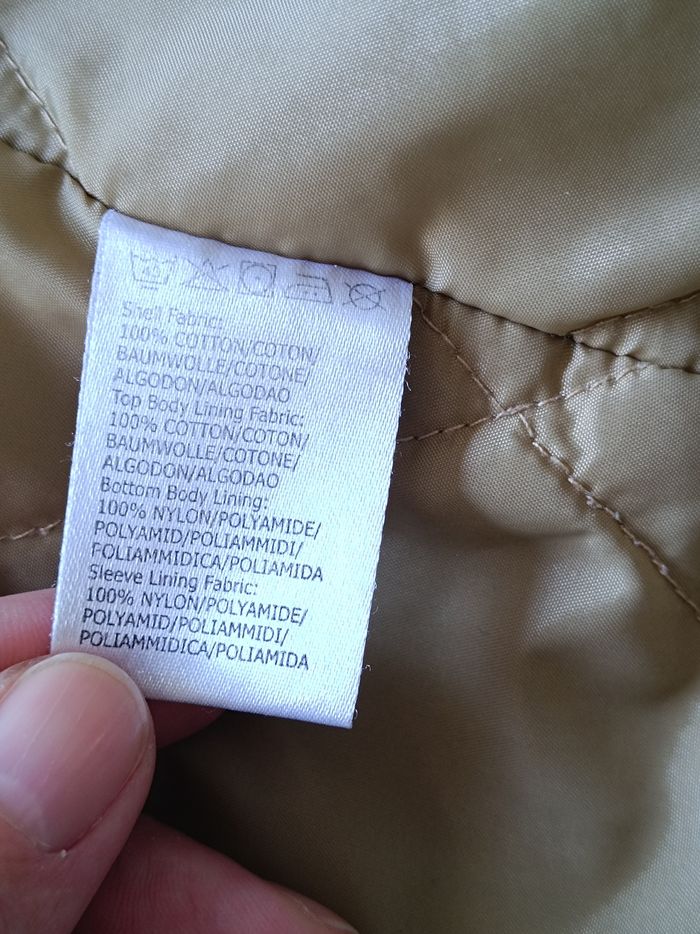 40
Shell Fabric:
100% COTTON/COTON/
BAUMWOLLE/COTONE/
ALGODON/ALGODAO
Top Body Lining Fabric:
100% COTTON/COTON/
BAUMWOLLE/COTONE/
ALGODON/ALGODAO
Bottom Body Lining:
100% NYLON/POLYAMIDE/
POLYAMID/POLIAMMIDI/
POLIAMMIDICA/POLIAMIDA
Sleeve Lining Fabric:
100% NYLON/POLYAMIDE/
POLYAMID/POLIAMMIDI/
POLIAMMIDICA/POLIAMIDA